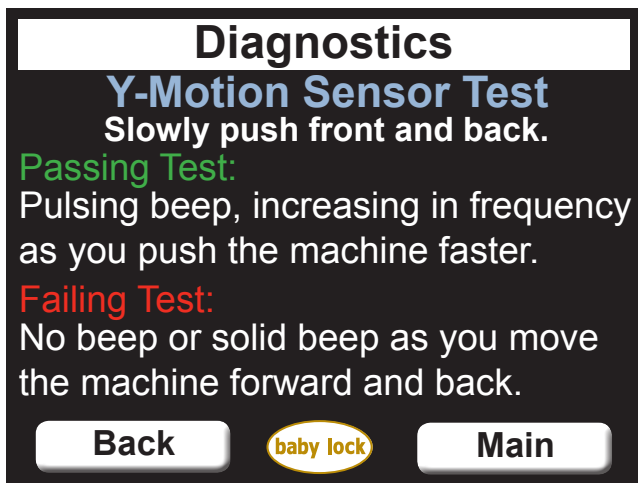 Diagnostics
Y-Motion Sensor Test
Slowly push front and back.
Passing Test:
Pulsing beep, increasing in frequency
as you push the machine faster.
Failing Test:
No beep or solid beep as you move
the machine forward and back.
Back
baby lock
Main